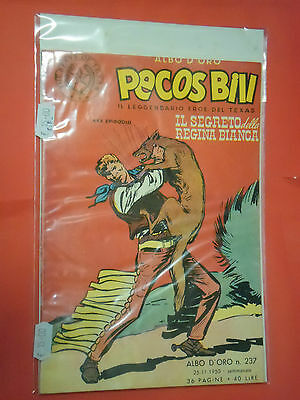 ALBO D'ORO
PECOS BILL
IL LEGGENDARIO EROE DEL TEXAS
IL SEGRETO della
REGINA BIANCA
ALBO D'ORO n. 237
36 PAGINE • 40 LIRE